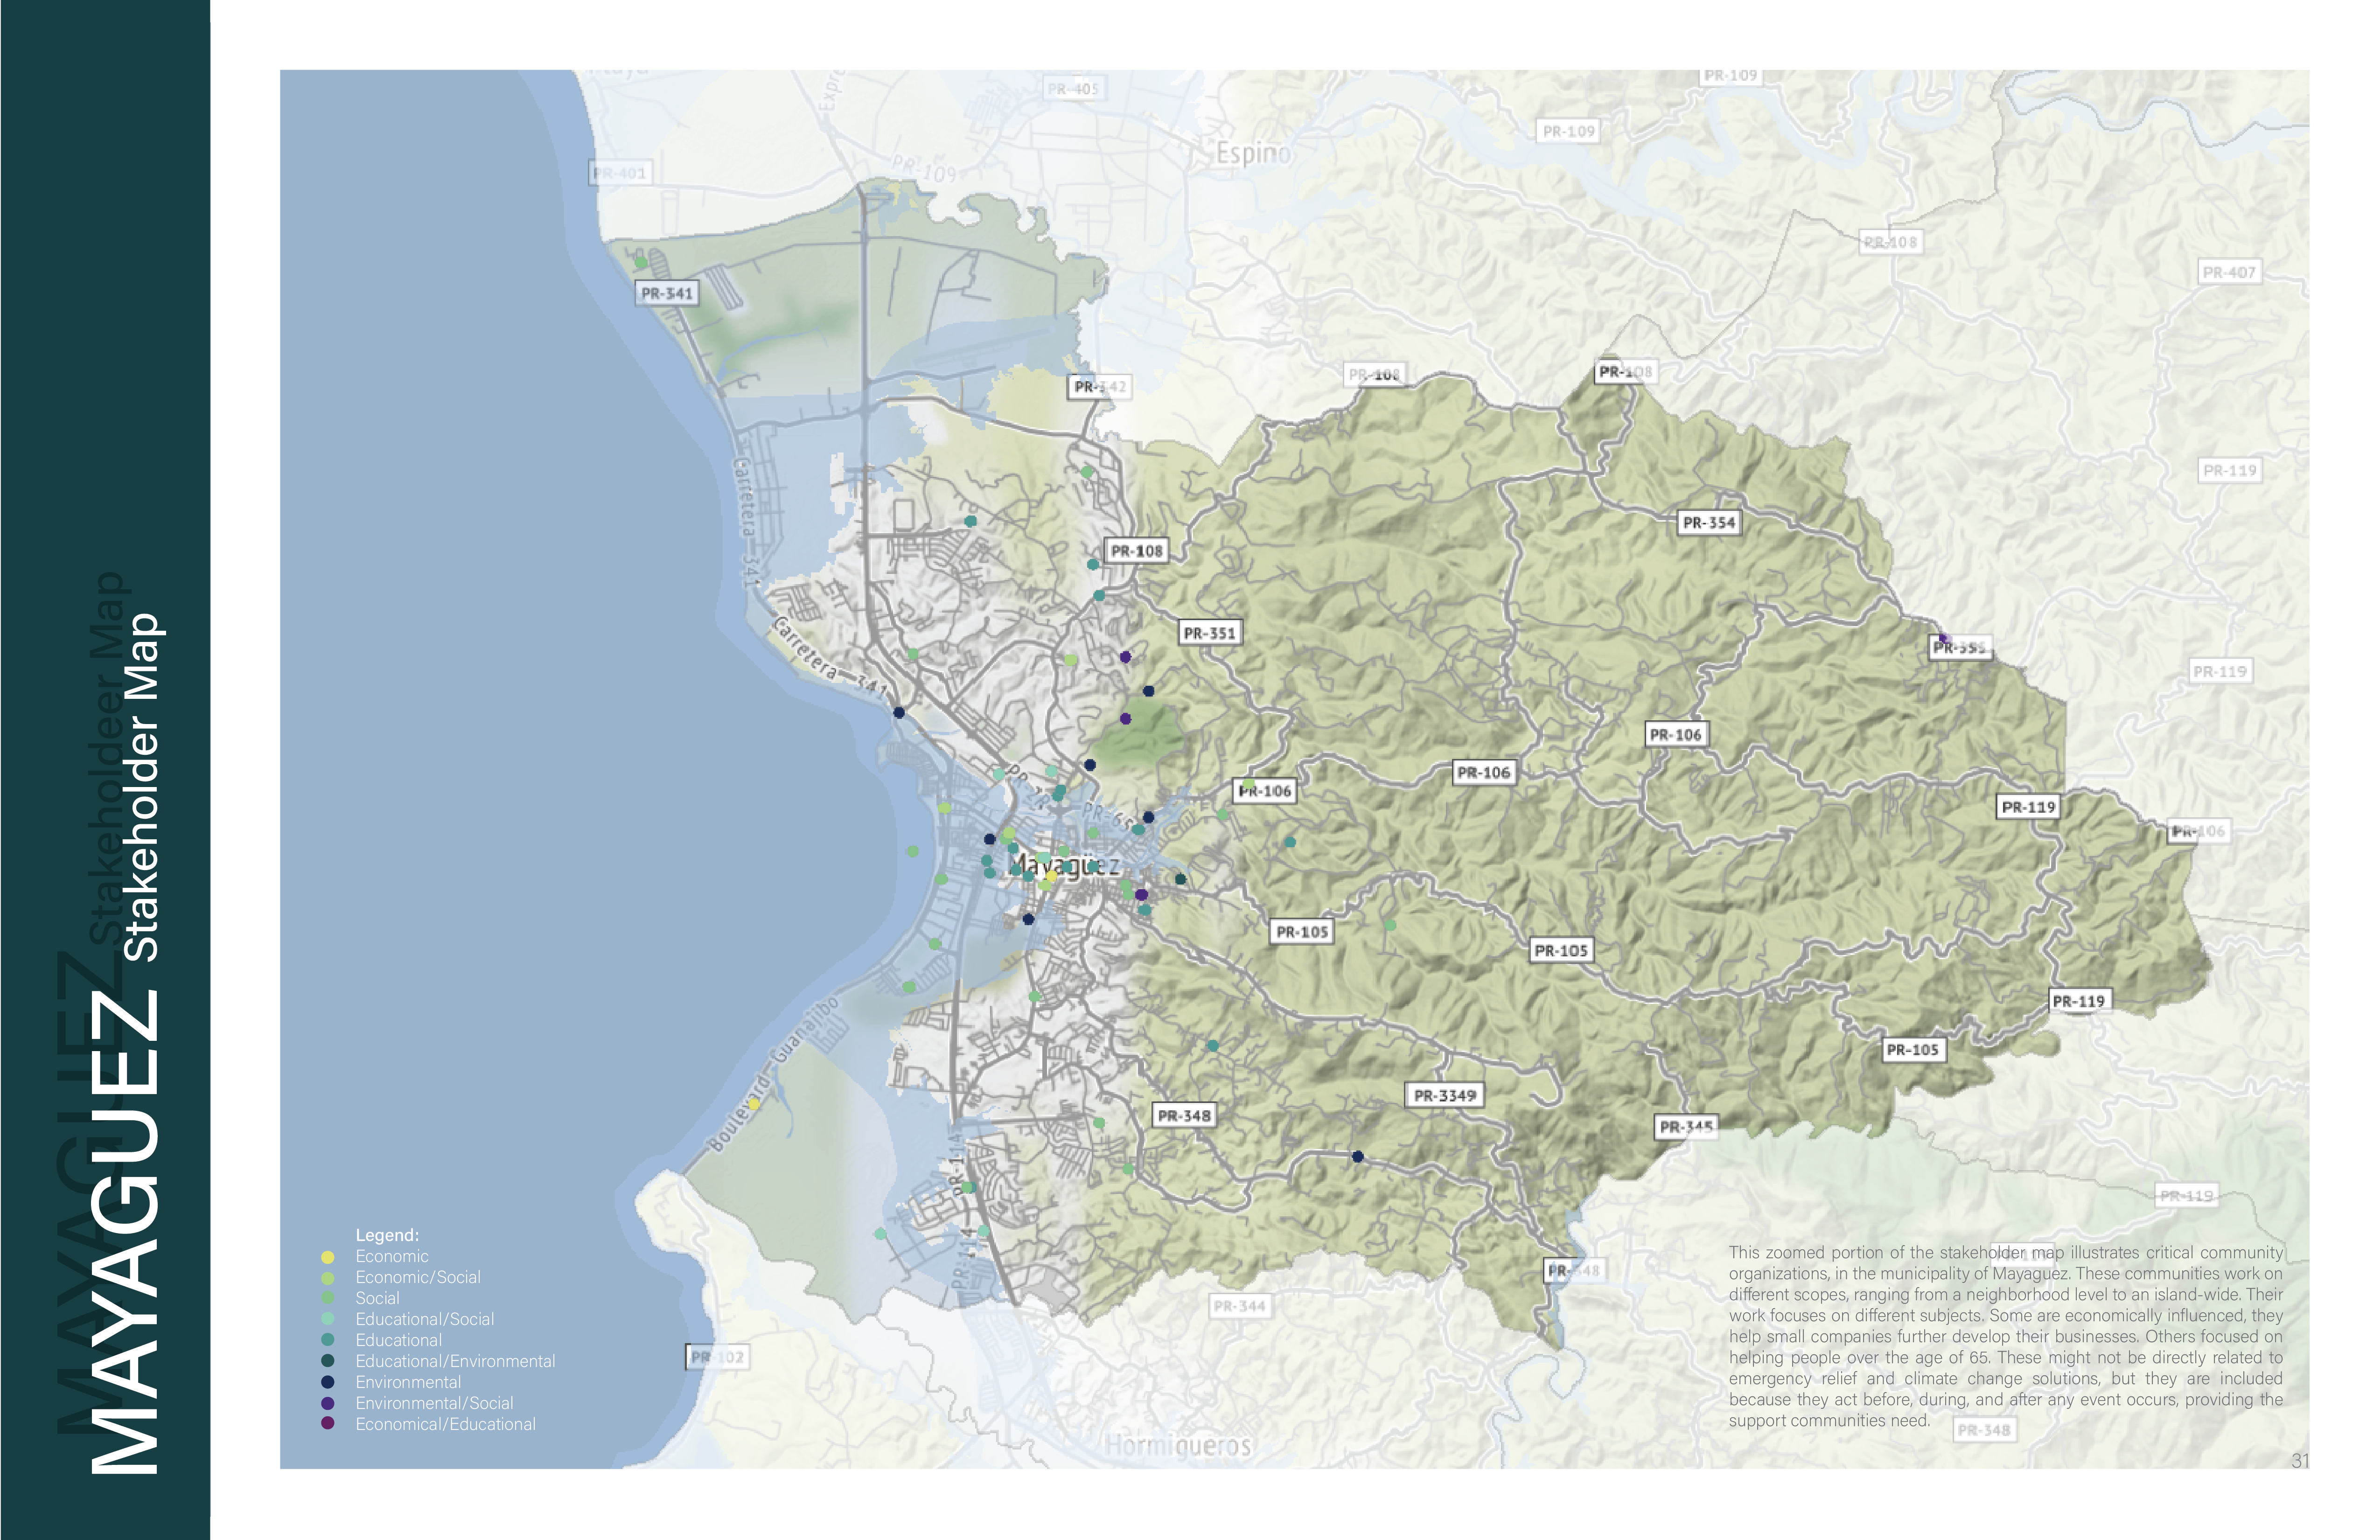 MAYAGUEZ Stakeholder Map
MAYAGUEZ Stakeholdeer Map
PR-405
PR-109
PR-109
Espino
PR-401
PR-109
PR-108
PR-407
PR-341
PR-108
PR-108
PR-342
PR-119
Carretera 341
PR-354
PR-108
PR-351
PR-355
PR-119
Carretera 341
PR-106
PR-106
PR-106
PR-119
PR-106
PR-2R
PR-65
Mayagüez
PR-105
PR-105
PR-119
PR-105
Boulevard Guanajibo
PR-3349
PR-348
PR-345
PR-114
PR-119
PR-114
PR-348
PR-344
PR-102
PR-348
Hormigueros
Legend:
Economic
Economic/Social
Social
Educational/Social
Educational
Educational/Environmental
Environmental
Environmental/Social
Economical/Educational
This zoomed portion of the stakeholder map illustrates critical community
organizations, in the municipality of Mayaguez. These communities work on
different scopes, ranging from a neighborhood level to an island-wide. Their
work focuses on different subjects. Some are economically influenced, they
help small companies further develop their businesses. Others focused on
helping people over the age of 65. These might not be directly related to
emergency relief and climate change solutions, but they are included
because they act before, during, and after any event occurs, providing the
support communities need.
31